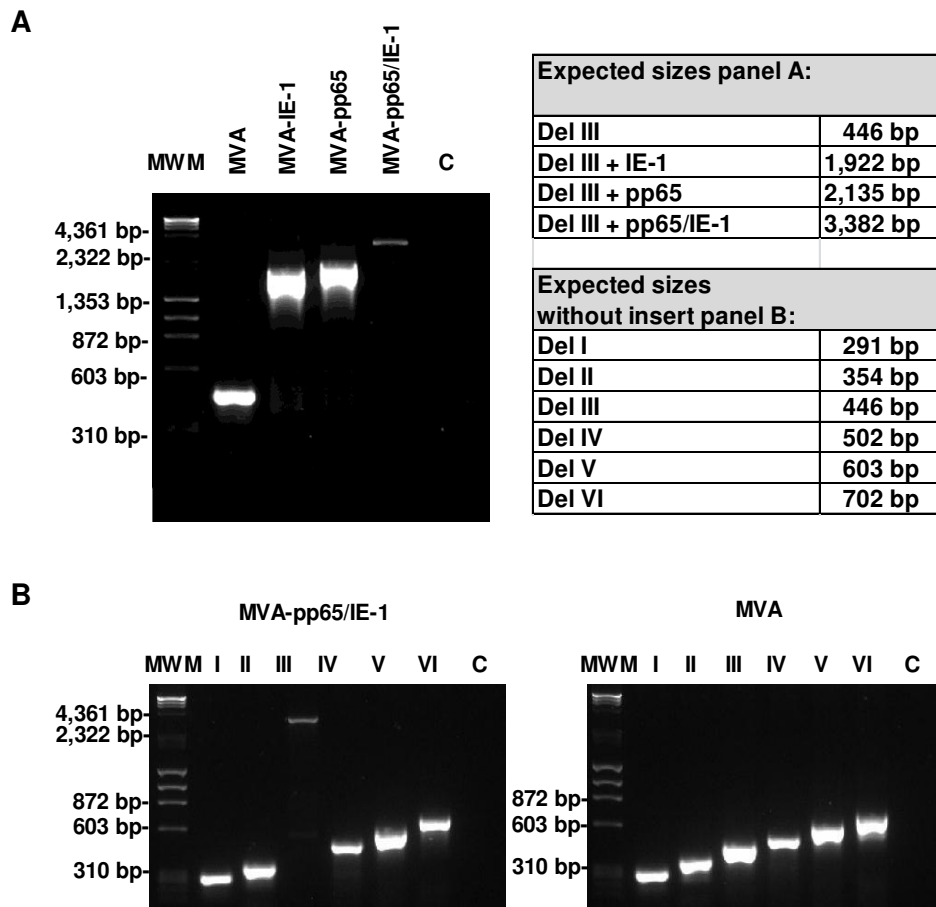 A
MWM MVA MVA-IE-1 MVA-pp65 MVA-pp65/IE-1 C
4,361 bp-
2,322 bp-
1,353 bp-
872 bp-
603 bp-
310 bp-
Expected sizes panel A:
Del III 446 bp
Del III + IE-1 1,922 bp
Del III + pp65 2,135 bp
Del III + pp65/IE-1 3,382 bp
Expected sizes
without insert panel B:
Del I 291 bp
Del II 354 bp
Del III 446 bp
Del IV 502 bp
Del V 603 bp
Del VI 702 bp
B
MVA-pp65/IE-1
MWM I II III IV V VI C
4,361 bp-
2,322 bp-
872 bp-
603 bp-
310 bp-
MVA
MWM I II III IV V VI C
872 bp-
603 bp-
310 bp-